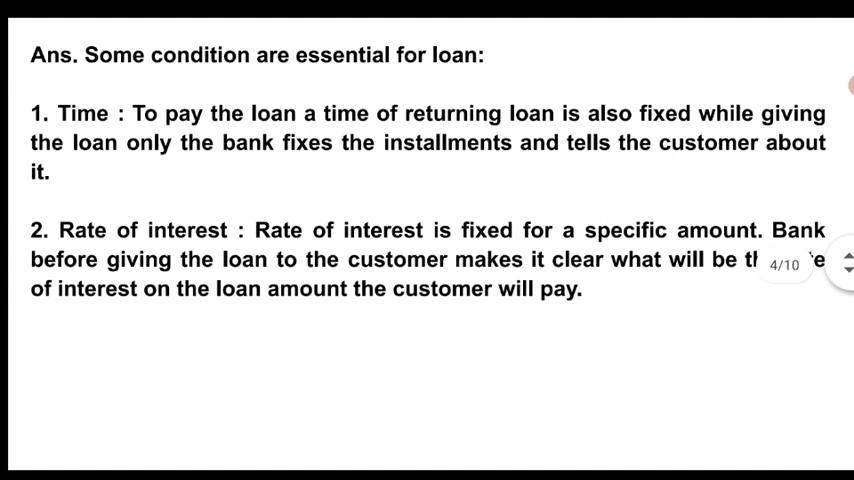 Ans. Some condition are essential for loan:
1. Time : To pay the loan a time of returning loan is also fixed while giving
the loan only the bank fixes the installments and tells the customer about
it.
2. Rate of interest : Rate of interest is fixed for a specific amount. Bank
before giving the loan to the customer makes it clear what will be
4/10
of interest on the loan amount the customer will pay.